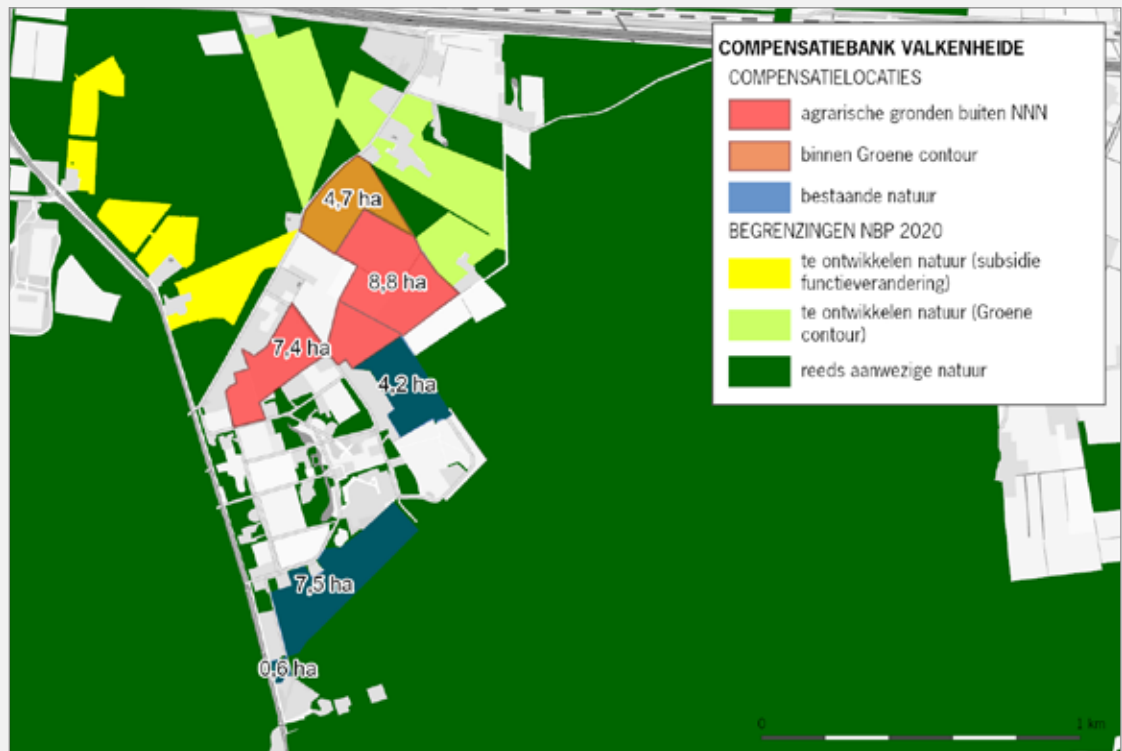 COMPENSATIEBANK VALKENHEIDE
COMPENSATIELOCATIES
agrarische gronden buiten NNN
binnen Groene contour
bestaande natuur
BEGRENZINGEN NBP 2020
te ontwikkelen natuur (subsidie
functieverandering)
te ontwikkelen natuur (Groene
contour)
reeds aanwezige natuur
4,7 ha
8,8 ha
7,4 ha
4,2 ha
7,5 ha
0,6 ha
0
1 km